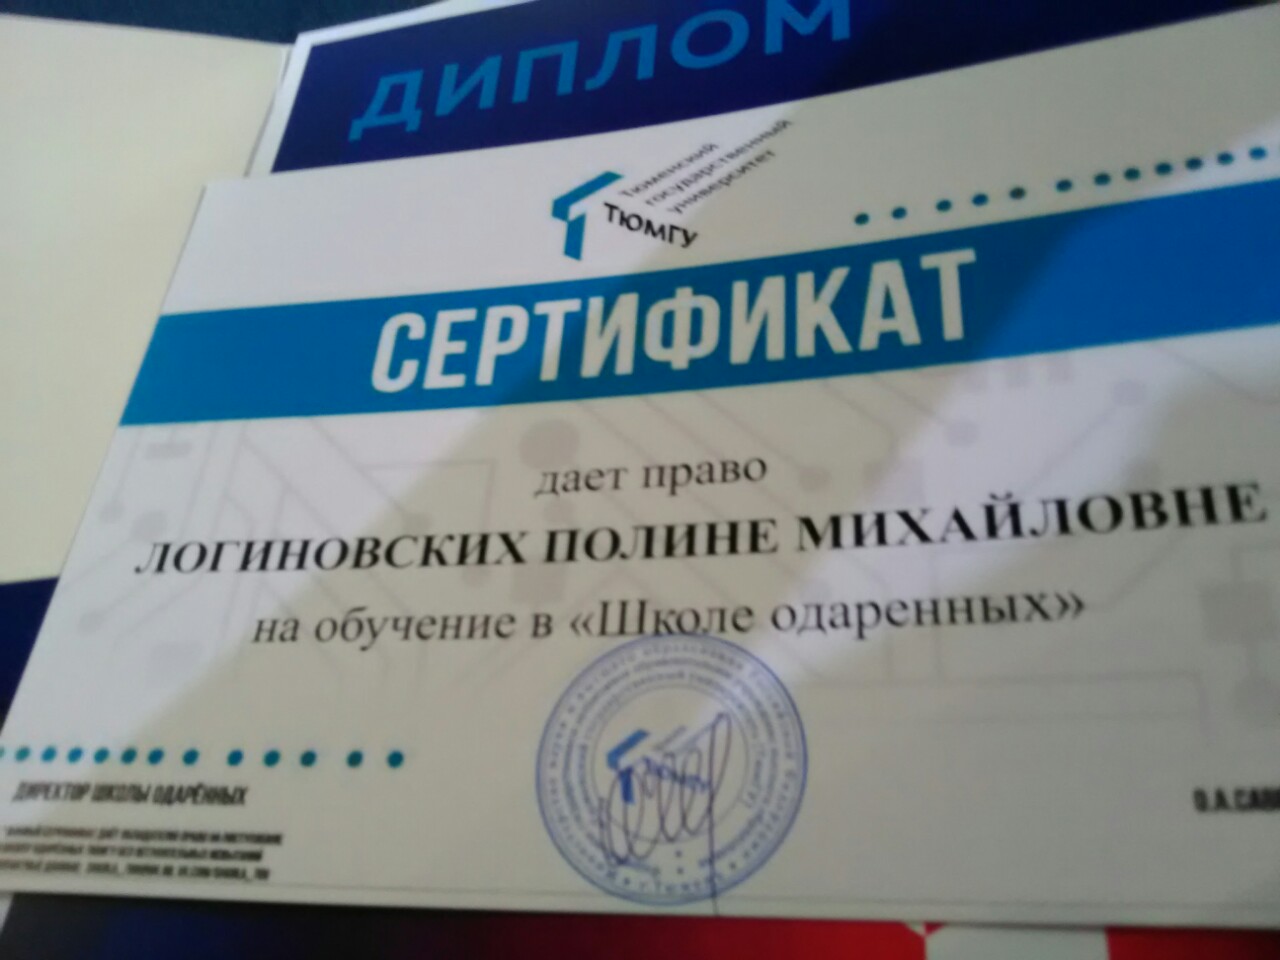 ДИПЛОМ
Тюменский
государственный
университет
ТЮМГУ
СЕРТИФИКАТ
дает право
ЛОГИНОВСКИХ ПОЛИНЕ МИХАЙЛОВНЕ
на обучение в «Школе одаренных»
ДИРЕКТОР ШКОЛЫ ОДАРЁННЫХ
О.А.